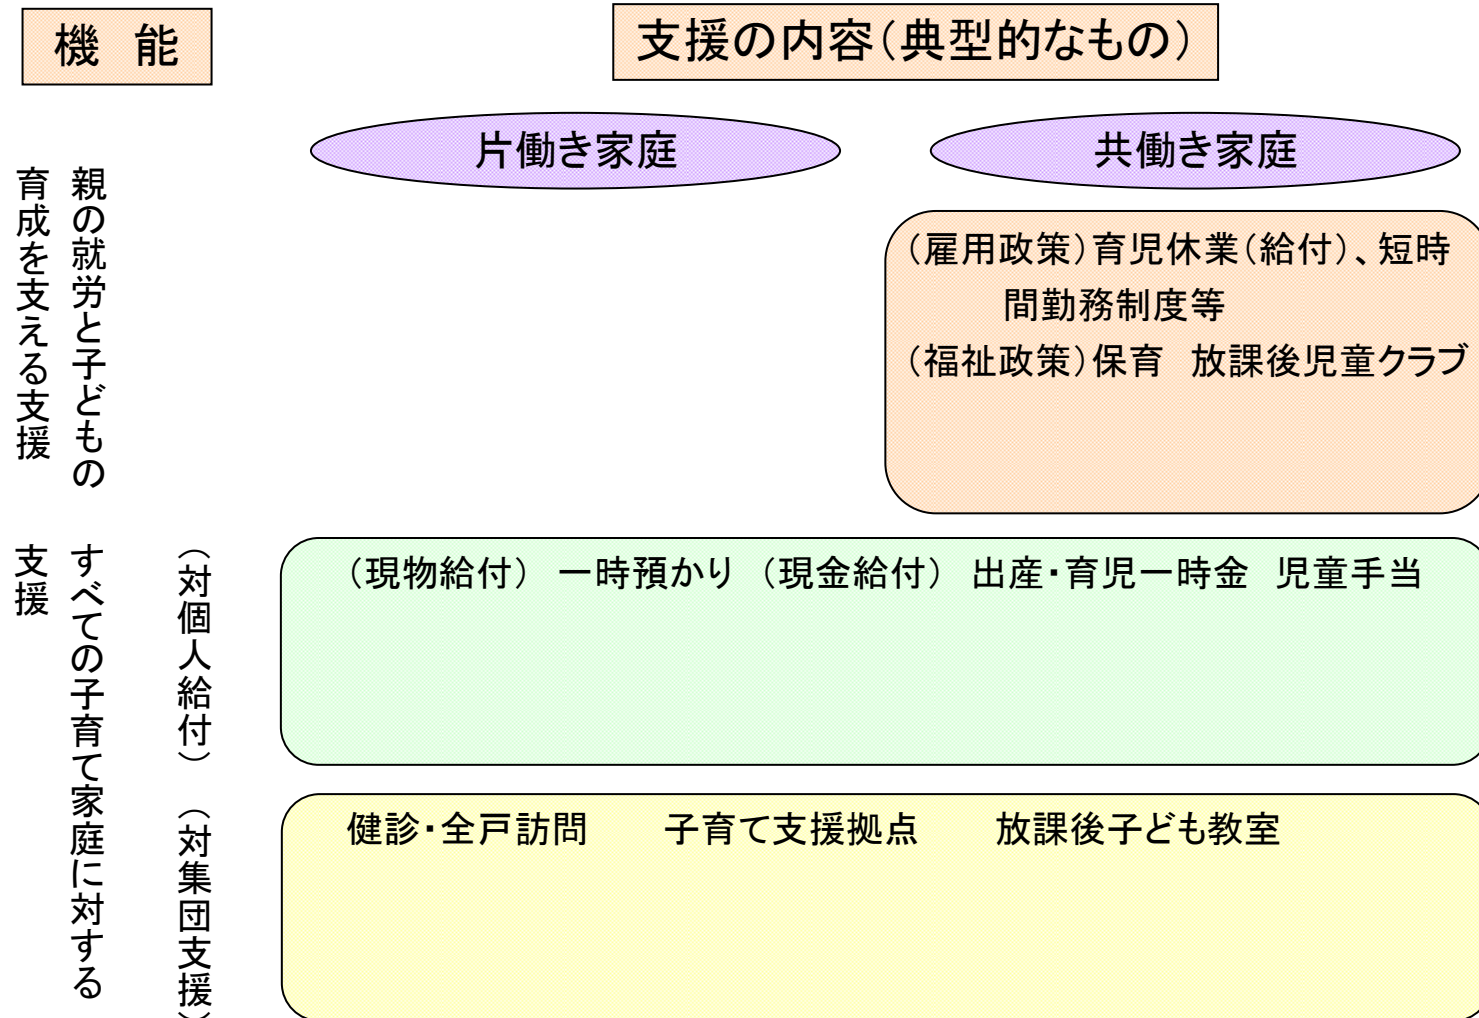 機　能
支援の内容（典型的なもの）
片働き家庭
共働き家庭
親の就労と子どもの
育成を支える支援
（雇用政策）育児休業（給付）、短時
間勤務制度等
（福祉政策）保育　放課後児童クラブ
すべての子育て家庭に対する
支援
（対個人給付）
（現物給付）　一時預かり　（現金給付）　出産・育児一時金　児童手当
（対集団支援）
健診・全戸訪問　　子育て支援拠点　　放課後子ども教室